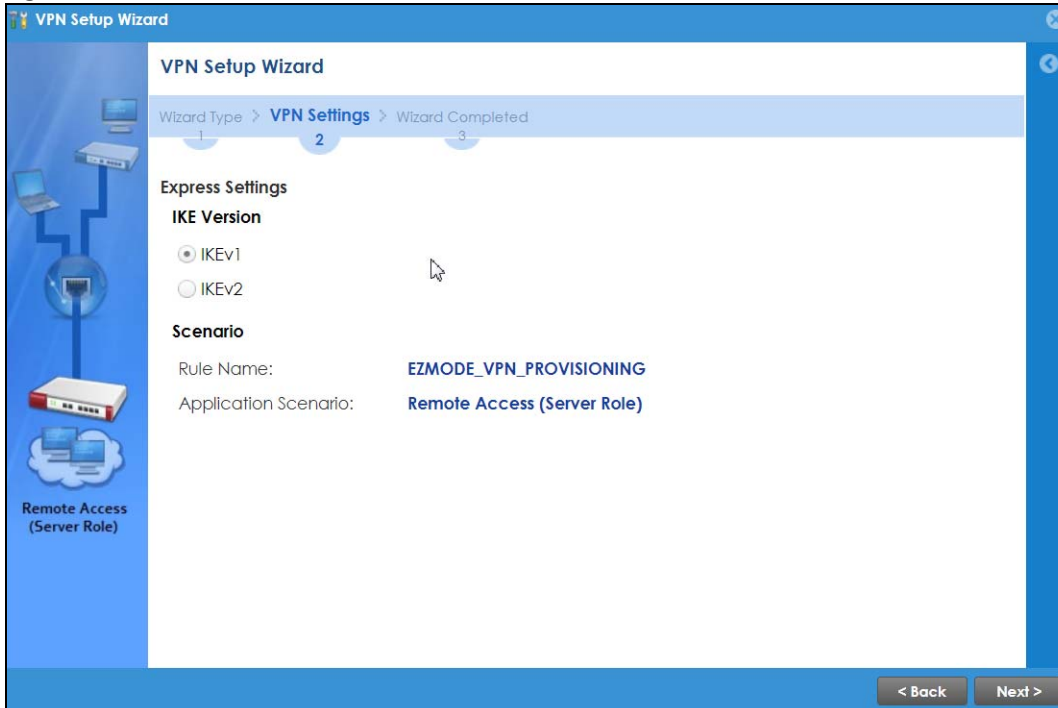 VPN Setup Wizard
VPN Setup Wizard
Wizard Type > VPN Settings > Wizard Completed
1 2 3
Express Settings
IKE Version
IKEv1
IKEv2
Scenario
Rule Name: EZMODE_VPN_PROVISIONING
Application Scenario: Remote Access (Server Role)
Remote Access
(Server Role)
< Back Next >